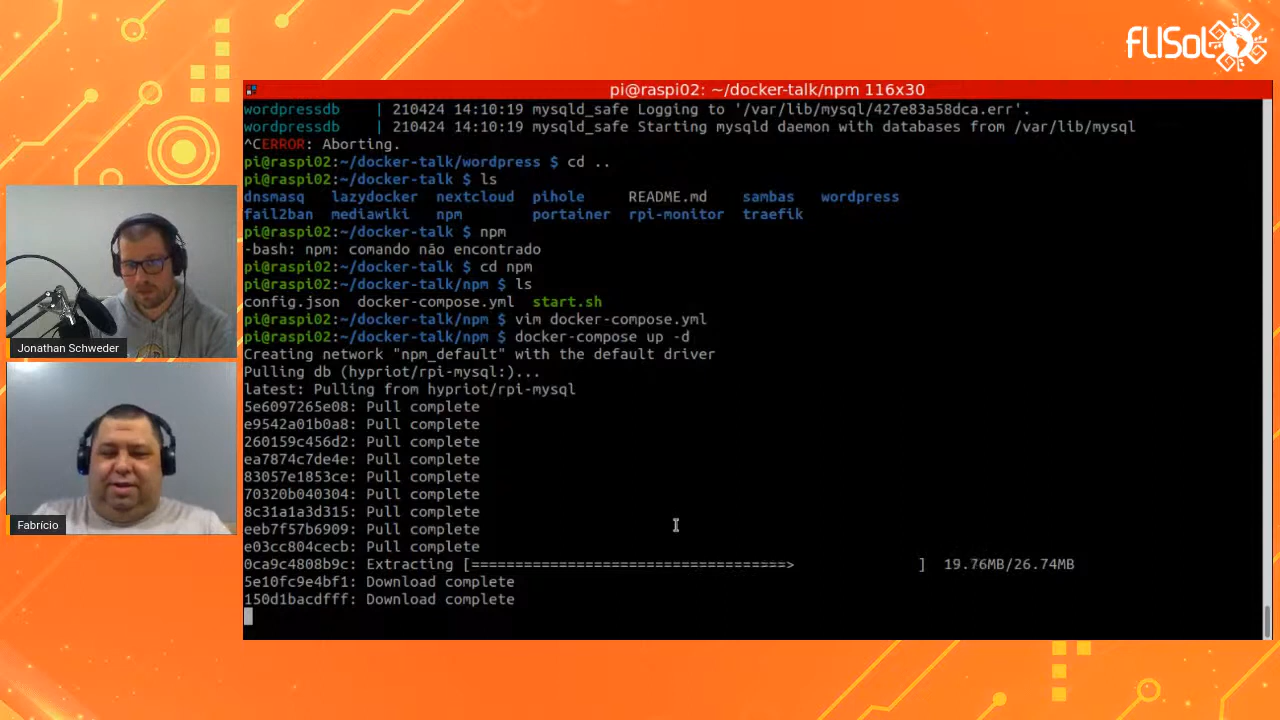 FLISoL
pi@raspi02: ~/docker-talk/npm 116x30
wordpressdb | 210424 14:10:19 mysqld_safe Logging to '/var/lib/mysql/427e83a58dca.err'.
wordpressdb | 210424 14:10:19 mysqld_safe Starting mysqld daemon with databases from /var/lib/mysql
^CERROR: Aborting.
pi@raspi02:~/docker-talk/wordpress $ cd ..
pi@raspi02:~/docker-talk $ ls
dnsmasq lazydocker nextcloud pihole README.md sambas wordpress
fail2ban mediawiki npm portainer rpi-monitor traefik
pi@raspi02:~/docker-talk $ npm
-bash: npm: comando não encontrado
pi@raspi02:~/docker-talk $ cd npm
pi@raspi02:~/docker-talk/npm $ ls
config.json docker-compose.yml start.sh
pi@raspi02:~/docker-talk/npm $ vim docker-compose.yml
pi@raspi02:~/docker-talk/npm $ docker-compose up -d
Creating network "npm_default" with the default driver
Pulling db (hypriot/rpi-mysql:)...
latest: Pulling from hypriot/rpi-mysql
5e6097265e08: Pull complete
e9542a01b0a8: Pull complete
260159c456d2: Pull complete
ea7874c7de4e: Pull complete
83057e1853ce: Pull complete
70320b040304: Pull complete
8c31a1a3d315: Pull complete
eeb7f57b6909: Pull complete
e03cc804cecb: Pull complete
0ca9c4808b9c: Extracting [====================================> ] 19.76MB/26.74MB
5e10fc9e4bf1: Download complete
150d1bacdfff: Download complete
Jonathan Schweder
Fabrício